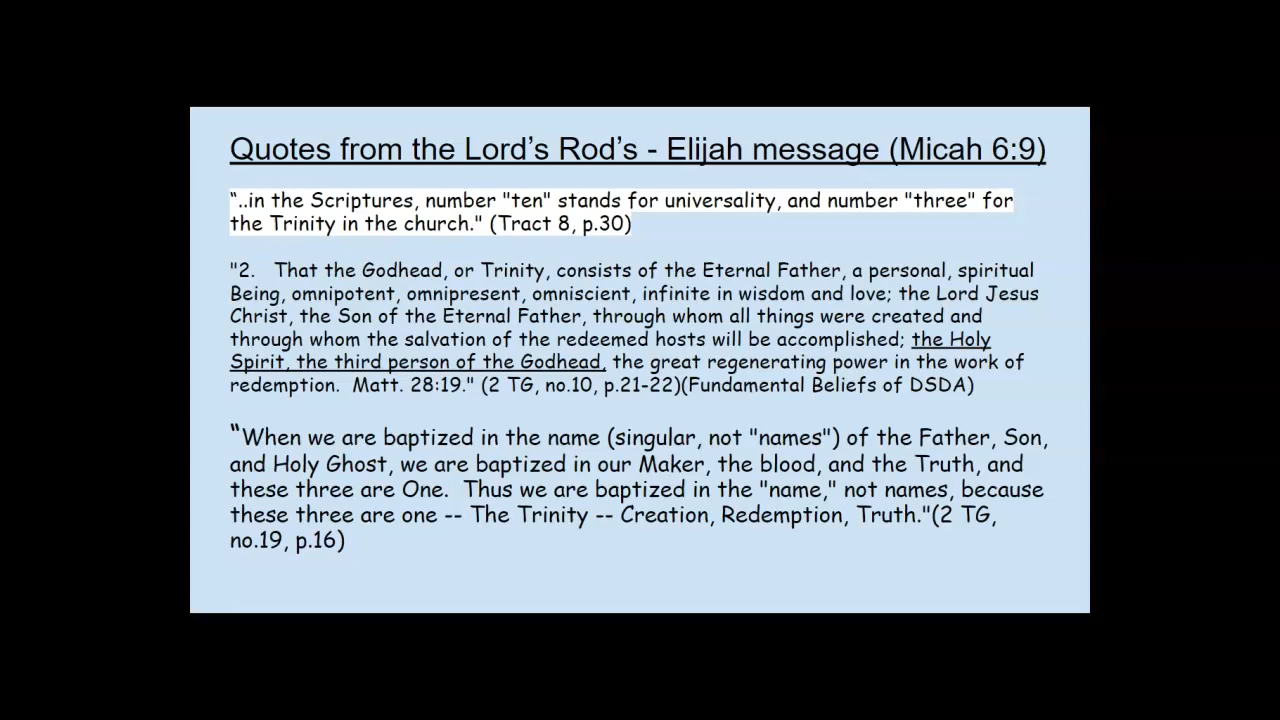 Quotes from the Lord’s Rod’s - Elijah message (Micah 6:9)
“..in the Scriptures, number "ten" stands for universality, and number "three" for
the Trinity in the church." (Tract 8, p.30)
"2. That the Godhead, or Trinity, consists of the Eternal Father, a personal, spiritual
Being, omnipotent, omnipresent, omniscient, infinite in wisdom and love; the Lord Jesus
Christ, the Son of the Eternal Father, through whom all things were created and
through whom the salvation of the redeemed hosts will be accomplished; the Holy
Spirit, the third person of the Godhead, the great regenerating power in the work of
redemption. Matt. 28:19." (2 TG, no.10, p.21-22)(Fundamental Beliefs of DSDA)
“When we are baptized in the name (singular, not "names") of the Father, Son,
and Holy Ghost, we are baptized in our Maker, the blood, and the Truth, and
these three are One. Thus we are baptized in the "name," not names, because
these three are one -- The Trinity -- Creation, Redemption, Truth."(2 TG,
no.19, p.16)